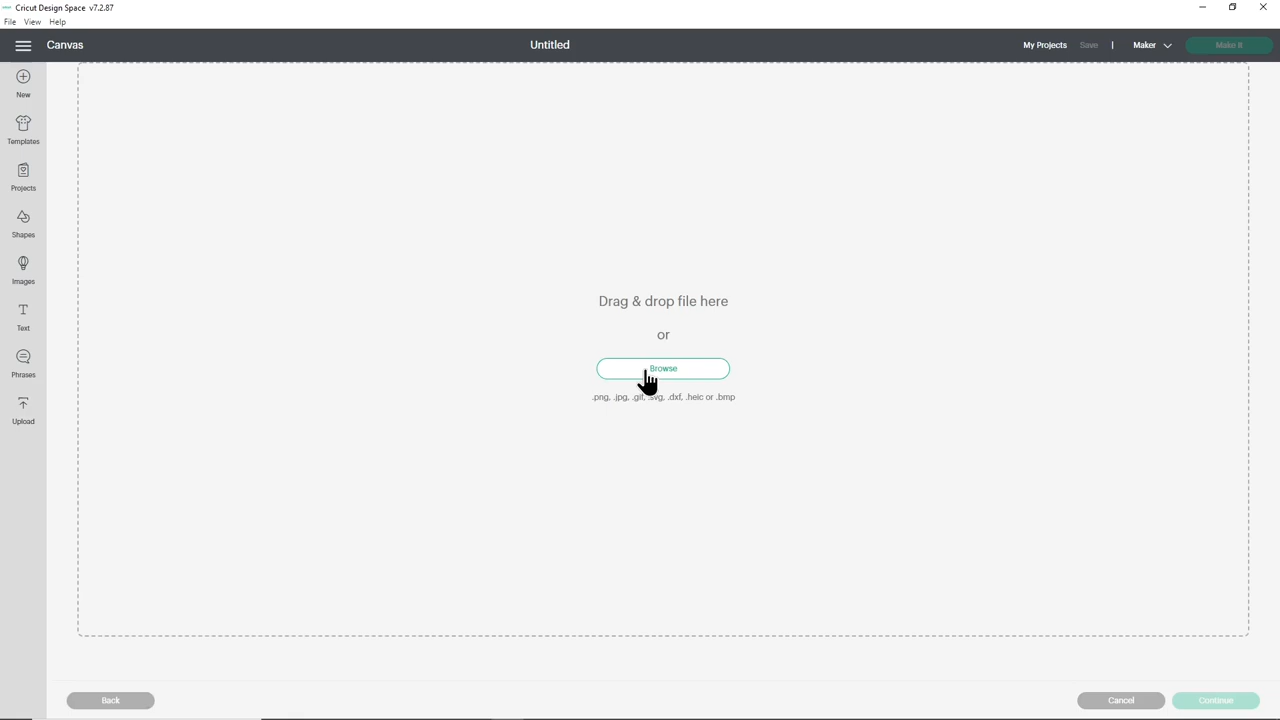 Cricut Design Space v7.2.87
File View Help
Canvas
Untitled
My Projects Save | Maker Make It
New
Templates
Projects
Shapes
Images
Text
Phrases
Upload
Drag & drop file here
or
Browse
.png, .jpg, .gif, .svg, .dxf, .heic or .bmp
Back
Cancel Continue